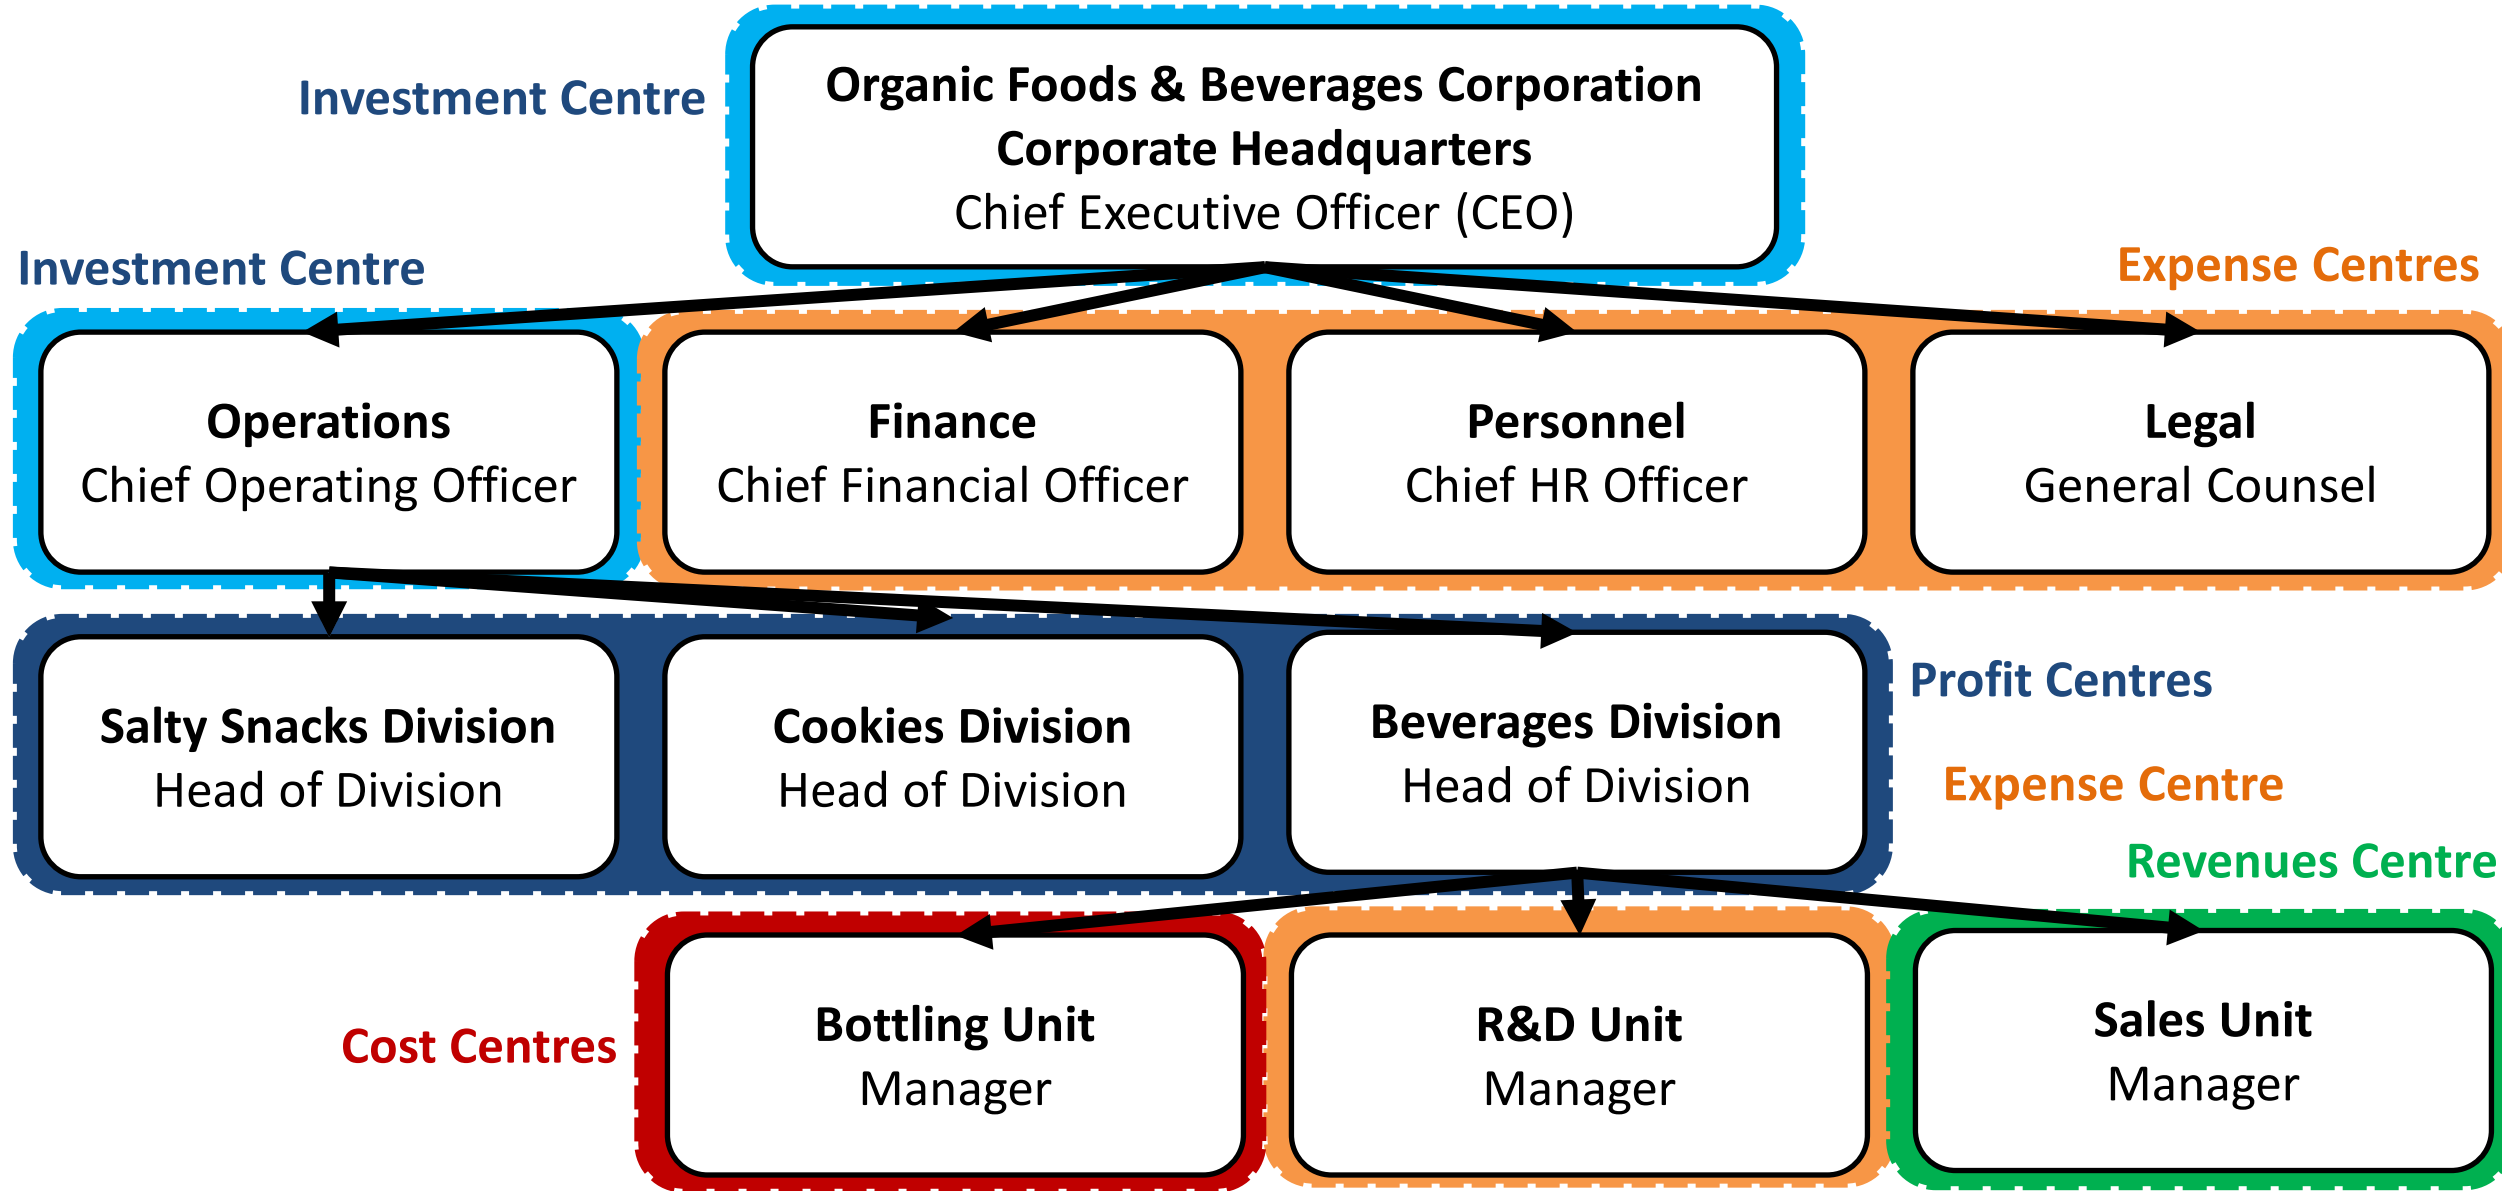 Investment Centre
Organic Foods & Beverages Corporation
Corporate Headquarters
Chief Executive Officer (CEO)
Investment Centre
Expense Centres
Operations
Chief Operating Officer
Finance
Chief Financial Officer
Personnel
Chief HR Officer
Legal
General Counsel
Salty Snacks Division
Head of Division
Cookies Division
Head of Division
Beverages Division
Head of Division
Profit Centres
Expense Centre
Revenues Centre
Cost Centres
Bottling Unit
Manager
R&D Unit
Manager
Sales Unit
Manager